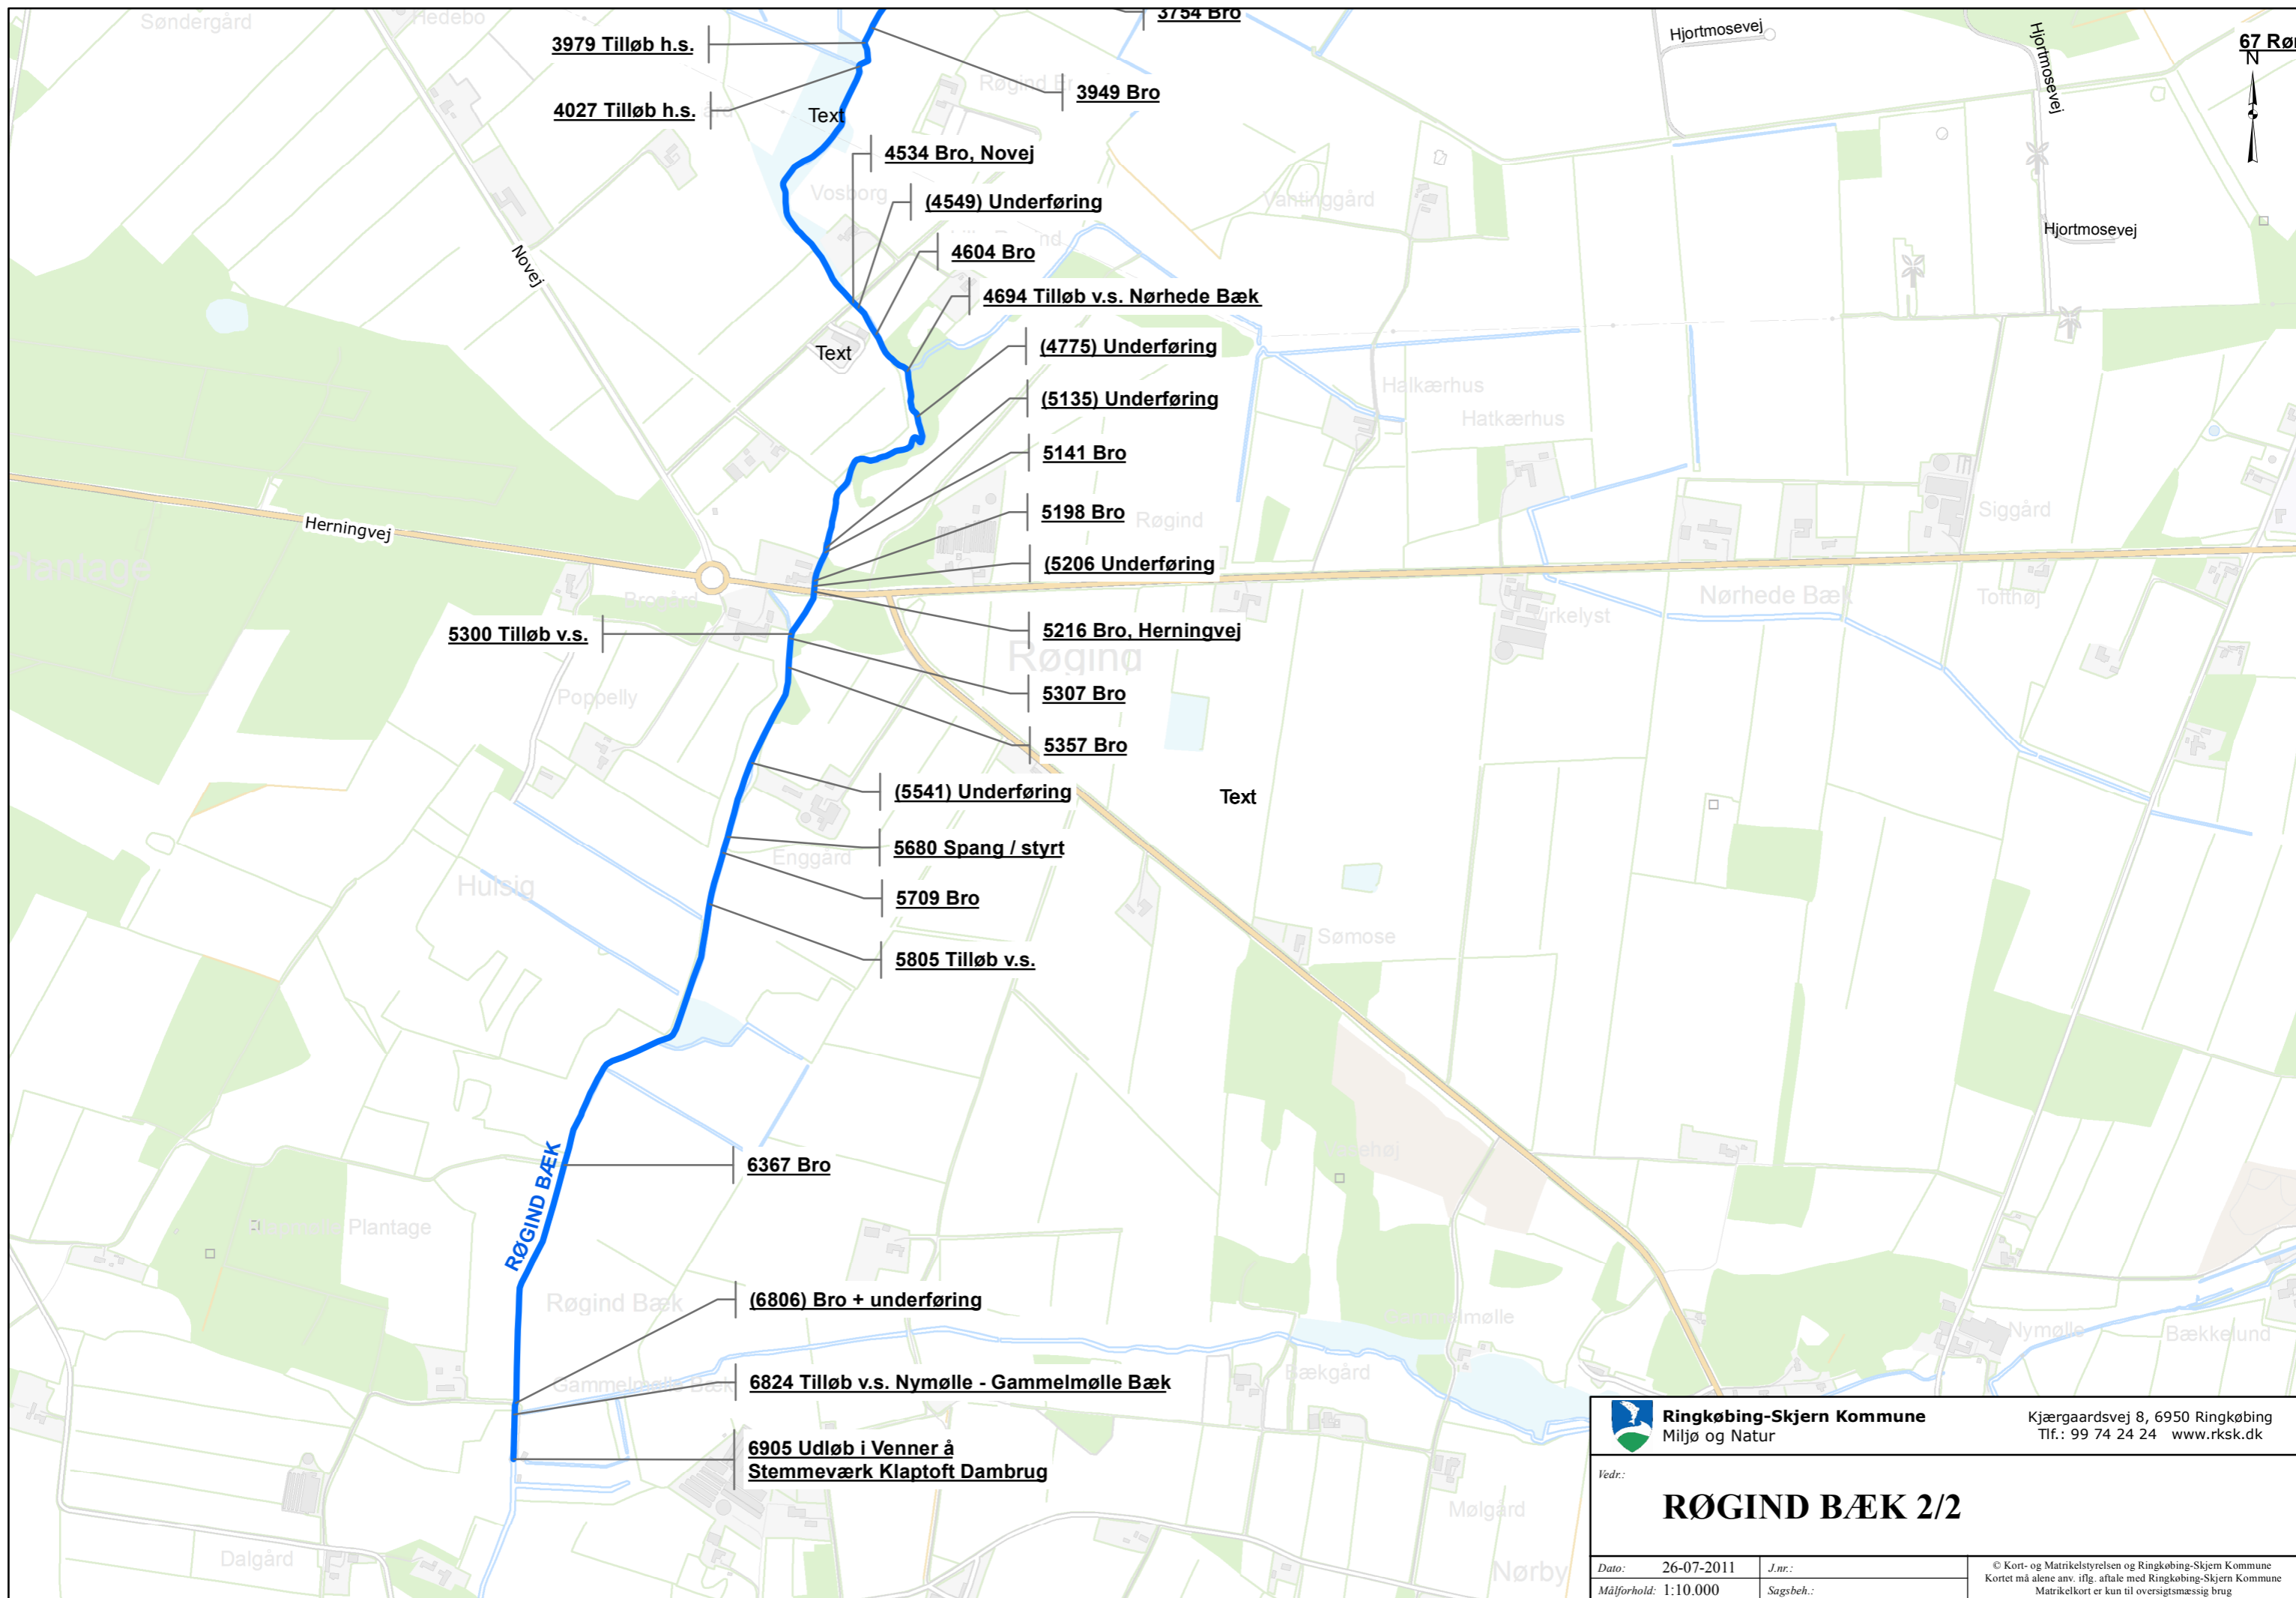 3754 Bro
Søndergård
Hedebo
3979 Tilløb h.s.
Hjortmosevej
Hjortmosevej
N
3949 Bro
4027 Tilløb h.s.
Text
4534 Bro, Novej
Vosborg
(4549) Underføring
Vantinggård
Hjortmosevej
Novej
4604 Bro
4694 Tilløb v.s. Nørhede Bæk
Text
(4775) Underføring
Halkærhus
(5135) Underføring
Hatkærhus
5141 Bro
Herningvej
5198 Bro
Røgind
Siggård
(5206 Underføring
Plantage
Brogård
Nørhede Bæk
Tofthøj
5300 Tilløb v.s.
5216 Bro, Herningvej
Røgind
Poppelly
5307 Bro
5357 Bro
(5541) Underføring
Text
5680 Spang / styrt
Enggård
Huisig
5709 Bro
Sømose
5805 Tilløb v.s.
6367 Bro
RØGIND BÆK
Plantage
Røgind Bæk
(6806) Bro + underføring
Nymølle
Bækkelund
Gammelmølle Bæk
6824 Tilløb v.s. Nymølle - Gammelmølle Bæk
Bækgård
6905 Udløb i Venner å
Stemmeværk Klaptoft Dambrug
Mølgård
Dalgård
Nørby
Ringkøbing-Skjern Kommune
Miljø og Natur
Kjærgaardsvej 8, 6950 Ringkøbing
Tlf.: 99 74 24 24 www.rksk.dk
Vedr.:
RØGIND BÆK 2/2
Dato: 26-07-2011
J.nr.:
Målforhold: 1:10.000
Sagsbeh.:
© Kort- og Matrikelstyrelsen og Ringkøbing-Skjern Kommune
Kortet må alene anv. iflg. aftale med Ringkøbing-Skjern Kommune
Matrikelkort er kun til oversigtsmæssig brug